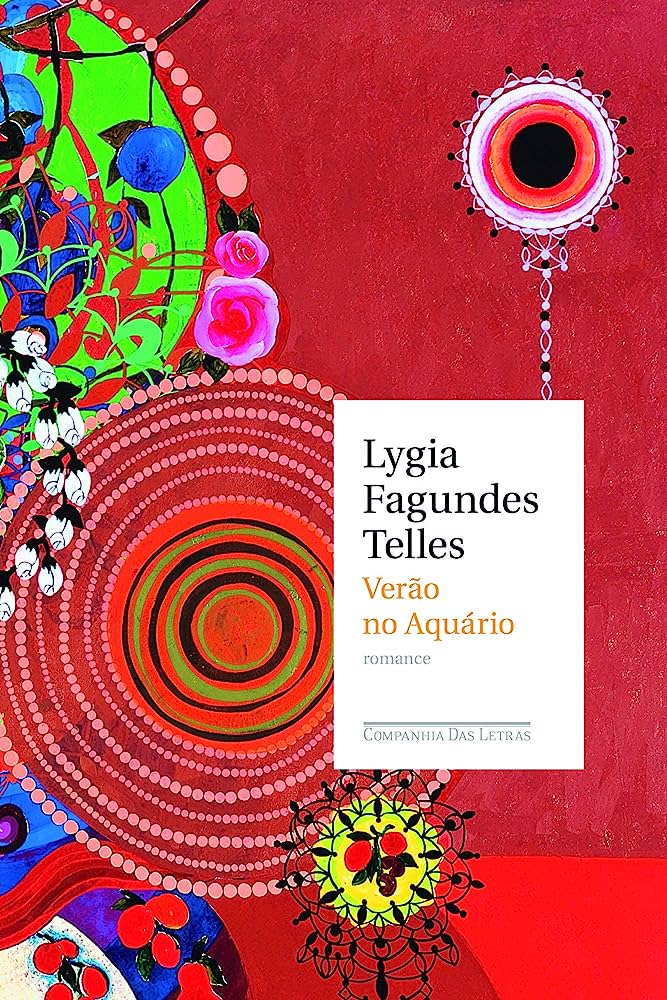 Lygia
Fagundes
Telles
Verão
no Aquário
romance
Companhia Das Letras